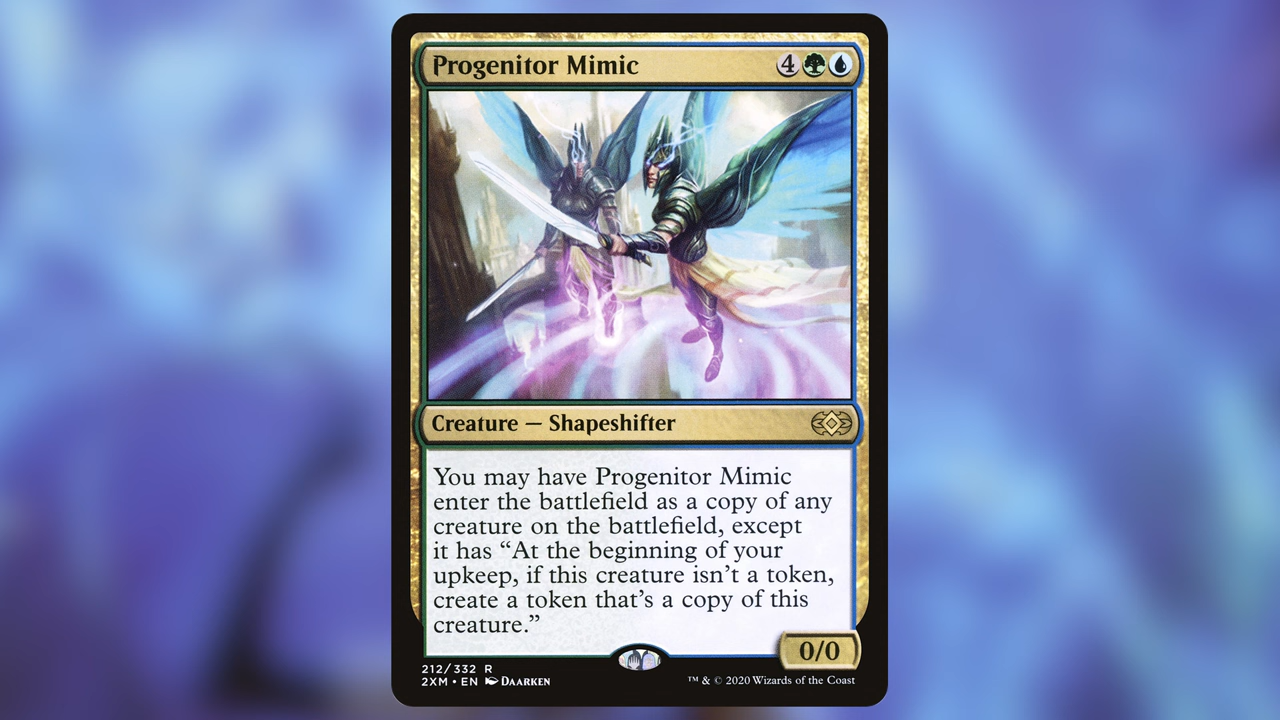 Progenitor Mimic 4
Creature — Shapeshifter
You may have Progenitor Mimic
enter the battlefield as a copy of any
creature on the battlefield, except
it has “At the beginning of your
upkeep, if this creature isn’t a token,
create a token that’s a copy of this
creature.”
0/0
212/332 R
2XM • EN DAARKEN
™ & © 2020 Wizards of the Coast